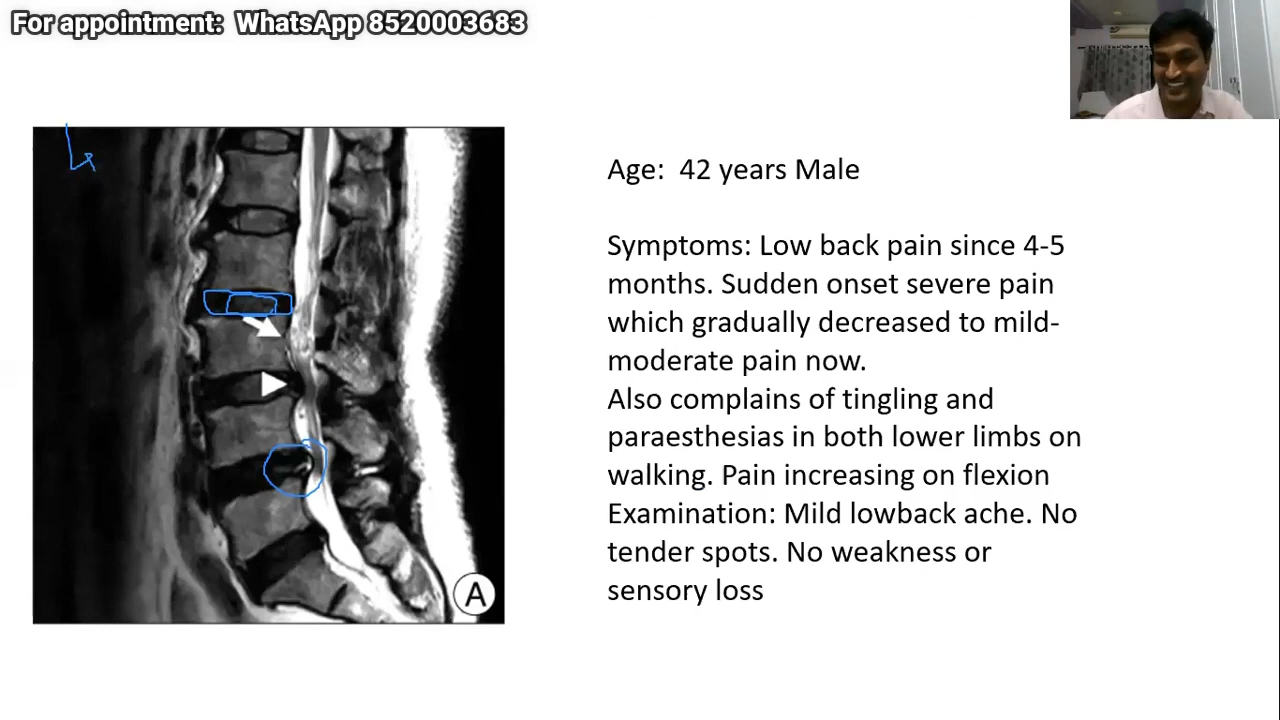 For appointment: WhatsApp 8520003683
Age: 42 years Male
Symptoms: Low back pain since 4-5
months. Sudden onset severe pain
which gradually decreased to mild-
moderate pain now.
Also complains of tingling and
paraesthesias in both lower limbs on
walking. Pain increasing on flexion
Examination: Mild lowback ache. No
tender spots. No weakness or
sensory loss
A